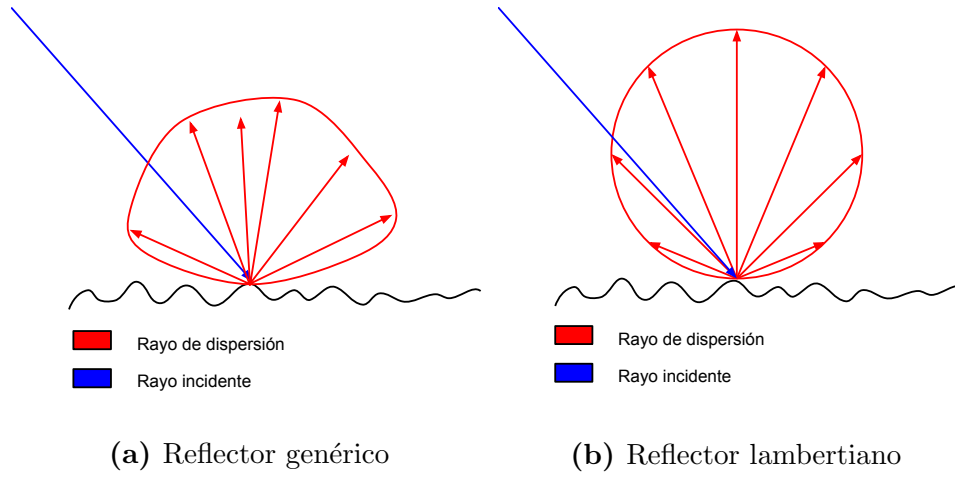 Rayo de dispersión
Rayo incidente
(a) Reflector genérico
Rayo de dispersión
Rayo incidente
(b) Reflector lambertiano